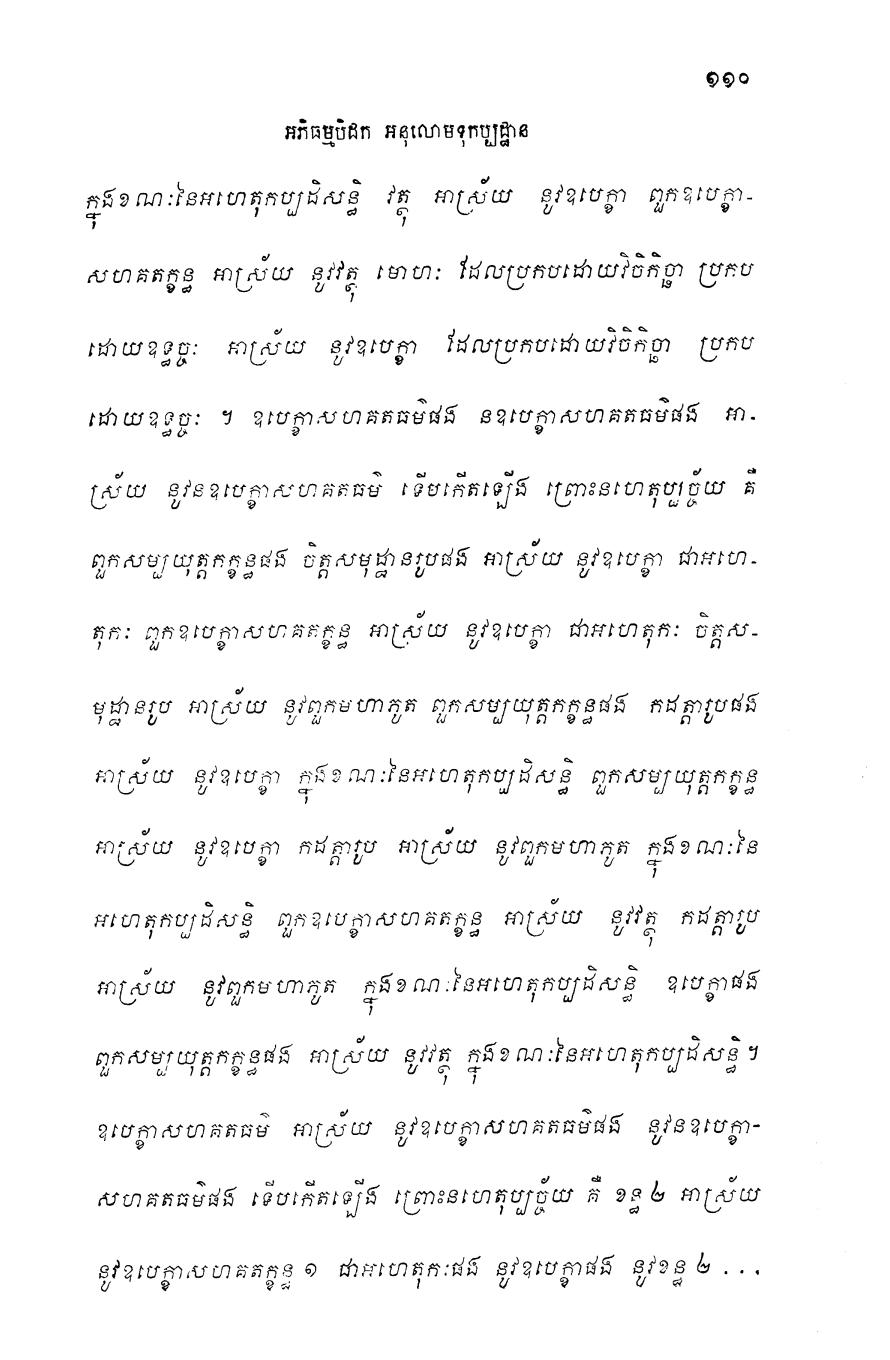 ១១០
អភិធម្មបិដក អនុលោមទុកប្បដ្ឋាន
ក្នុងខណៈនៃអហេតុកប្បដិសន្ធិ វត្ថុ អាស្រ័យ នូវឧបេក្ខា ពួកឧបេក្ខា-
សហគតក្ខន្ធ អាស្រ័យ នូវវត្ថុ មោហៈ ដែលប្រកបដោយវិចិកិច្ឆា ប្រកប
ដោយឧទ្ធច្ចៈ អាស្រ័យ នូវឧបេក្ខា ដែលប្រកបដោយវិចិកិច្ឆា ប្រកប
ដោយឧទ្ធច្ចៈ ។ ឧបេក្ខាសហគតធម៌ផង នឧបេក្ខាសហគតធម៌ផង អា-
ស្រ័យ នូវនឧបេក្ខាសហគតធម៌ ទើបកើតឡើង ព្រោះនហេតុប្បច្ច័យ គឺ
ពួកសម្បយុត្តកក្ខន្ធផង ចិត្តសមុដ្ឋានរូបផង អាស្រ័យ នូវឧបេក្ខា ជាអហេ-
តុកៈ ពួកឧបេក្ខាសហគតក្ខន្ធ អាស្រ័យ នូវឧបេក្ខា ជាអហេតុកៈ ចិត្តស-
មុដ្ឋានរូប អាស្រ័យ នូវពួកមហាភូត ពួកសម្បយុត្តកក្ខន្ធផង កដត្តារូបផង
អាស្រ័យ នូវឧបេក្ខា ក្នុងខណៈនៃអហេតុកប្បដិសន្ធិ ពួកសម្បយុត្តកក្ខន្ធ
អាស្រ័យ នូវឧបេក្ខា កដត្តារូប អាស្រ័យ នូវពួកមហាភូត ក្នុងខណៈនៃ
អហេតុកប្បដិសន្ធិ ពួកឧបេក្ខាសហគតក្ខន្ធ អាស្រ័យ នូវវត្ថុ កដត្តារូប
អាស្រ័យ នូវពួកមហាភូត ក្នុងខណៈនៃអហេតុកប្បដិសន្ធិ ឧបេក្ខាផង
ពួកសម្បយុត្តកក្ខន្ធផង អាស្រ័យ នូវវត្ថុ ក្នុងខណៈនៃអហេតុកប្បដិសន្ធិ ។
ឧបេក្ខាសហគតធម៌ អាស្រ័យ នូវឧបេក្ខាសហគតធម៌ផង នូវនឧបេក្ខា-
សហគតធម៌ផង ទើបកើតឡើង ព្រោះនហេតុប្បច្ច័យ គឺ ខន្ធ ២ អាស្រ័យ
នូវឧបេក្ខាសហគតក្ខន្ធ ១ ជាអហេតុកៈផង នូវឧបេក្ខាផង នូវខន្ធ ២ ...